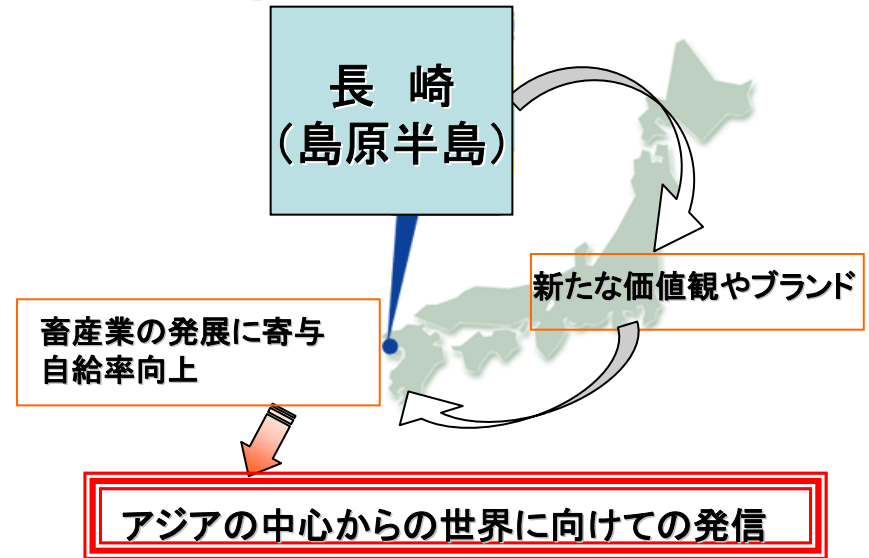 長　崎
（島原半島）
新たな価値観やブランド
畜産業の発展に寄与
自給率向上
アジアの中心からの世界に向けての発信